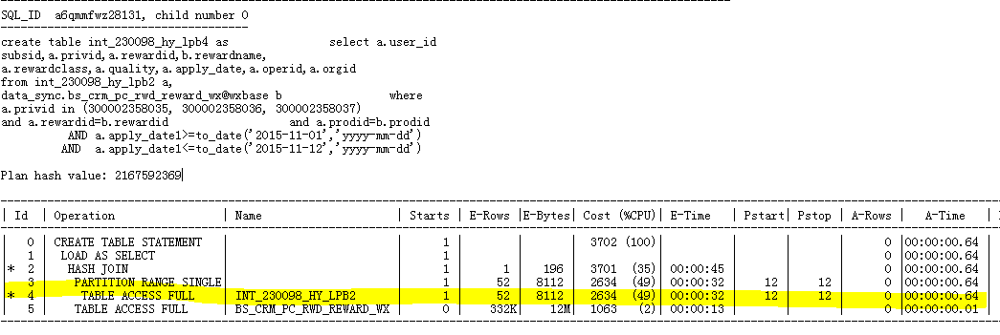 SQL_ID  a6qmmfwz28131, child number 0
-------------------------------------
create table int_230098_hy_lpb4 as                select a.user_id
subsid,a.privid,a.rewardid,b.rewardname,
a.rewardclass,a.quality,a.apply_date,a.operid,a.orgid
from int_230098_hy_lpb2 a,
data_sync.bs_crm_pc_rwd_reward_wx@wxbase b                where
a.privid in (300002358035, 300002358036, 300002358037)
and a.rewardid=b.rewardid                   and a.prodid=b.prodid
AND a.apply_date1>=to_date('2015-11-01','yyyy-mm-dd')
AND  a.apply_date1<=to_date('2015-11-12','yyyy-mm-dd')
Plan hash value: 2167592369
| Id | Operation | Name | Starts | E-Rows |E-Bytes| Cost (%CPU)| E-Time | Pstart| Pstop | A-Rows | A-Time |
| 0 | CREATE TABLE STATEMENT | | 1 | | | 3702 (100)| | | | 0 |00:00:00.64
| 1 | LOAD AS SELECT | | 1 | | | | | | | 0 |00:00:00.64
|* 2 | HASH JOIN | | 1 | 1 | 196 | 3701 (35)| 00:00:45 | | | 0 |00:00:00.64
| 3 | PARTITION RANGE SINGLE| | 1 | 52 | 8112 | 2634 (49)| 00:00:32 | 12 | 12 | 0 |00:00:00.64
|* 4 | TABLE ACCESS FULL | INT_230098_HY_LPB2 | 1 | 52 | 8112 | 2634 (49)| 00:00:32 | 12 | 12 | 0 |00:00:00.64
| 5 | TABLE ACCESS FULL | BS_CRM_PC_RWD_REWARD_WX | 0 | 332K| 12M| 1063 (2)| 00:00:13 | | | 0 |00:00:00.01